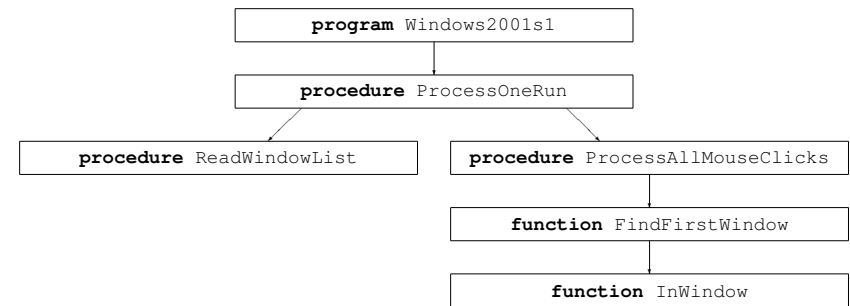 program Windows2001s1
procedure ProcessOneRun
procedure ReadWindowList
procedure ProcessAllMouseClicks
function FindFirstWindow
function InWindow